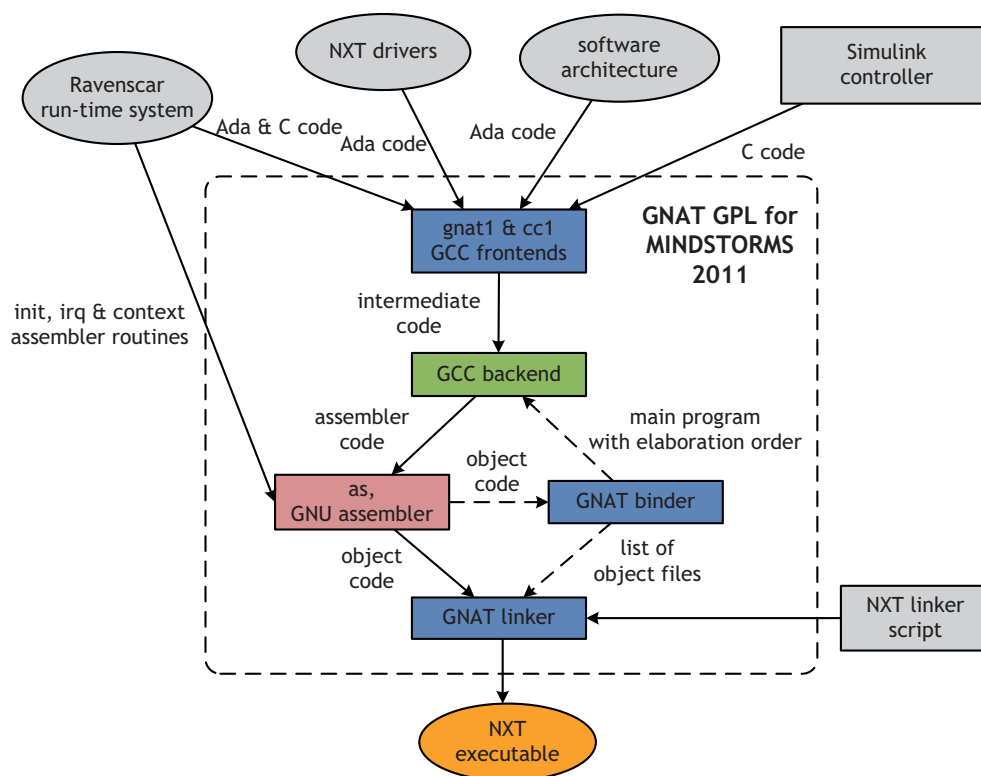 NXT drivers
software
architecture
Simulink
controller
Ravenscar
run-time system
Ada & C code
Ada code
Ada code
C code
gnat1 & cc1
GCC frontends
GNAT GPL for
MINDSTORMS
2011
init, irq & context
assembler routines
intermediate
code
GCC backend
assembler
code
main program
with elaboration order
object
code
as,
GNU assembler
GNAT binder
object
code
list of
object files
GNAT linker
NXT linker
script
NXT
executable